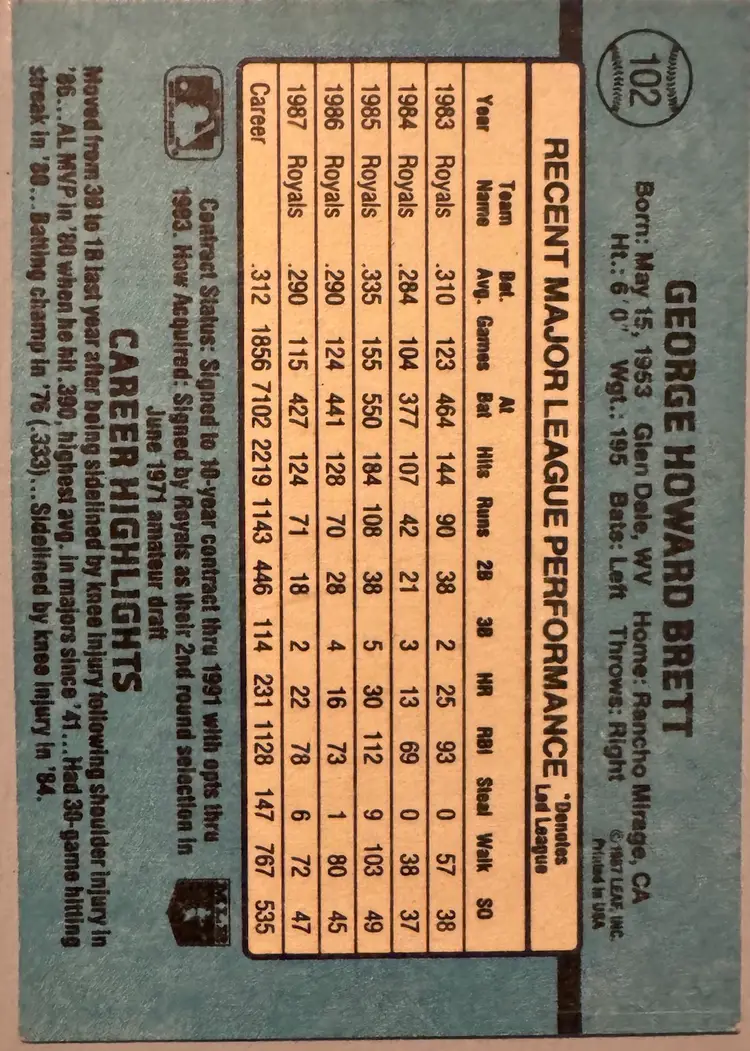 102
GEORGE HOWARD BRETT
Born: May 15, 1953 Glen Dale, WV Home: Rancho Mirage, CA
Ht.: 6'0" Wgt.: 195 Bats: Left Throws: Right
© 1987 LEAF, INC.
Printed in USA
RECENT MAJOR LEAGUE PERFORMANCE
*Denotes
Led League
Year Team Name Bat. Avg. Games At Bat Hits Runs 2B 3B HR RBI Steal Walk SO
1983 Royals .310 123 464 144 90 38 2 25 93 0 57 38
1984 Royals .284 104 377 107 42 21 3 13 69 0 38 37
1985 Royals .335 155 550 184 108 38 5 30 112 9 103 49
1986 Royals .290 124 441 128 70 28 4 16 73 1 80 45
1987 Royals .290 115 427 124 71 18 2 22 78 6 72 47
Career .312 1856 7102 2219 1143 446 114 231 1128 147 767 535
Contract Status: Signed to 10-year contract thru 1991 with opts thru
1993. How Acquired: Signed by Royals as their 2nd round selection in
June 1971 amateur draft
MLB
CAREER HIGHLIGHTS
Moved from 3B to 1B last year after being sidelined by knee injury following shoulder injury in
'86...AL MVP in '80 when he hit .390, highest avg. in majors since '41...Had 30-game hitting
streak in '80...Batting champ in '76 (.333)...Sidelined by knee injury in '84.